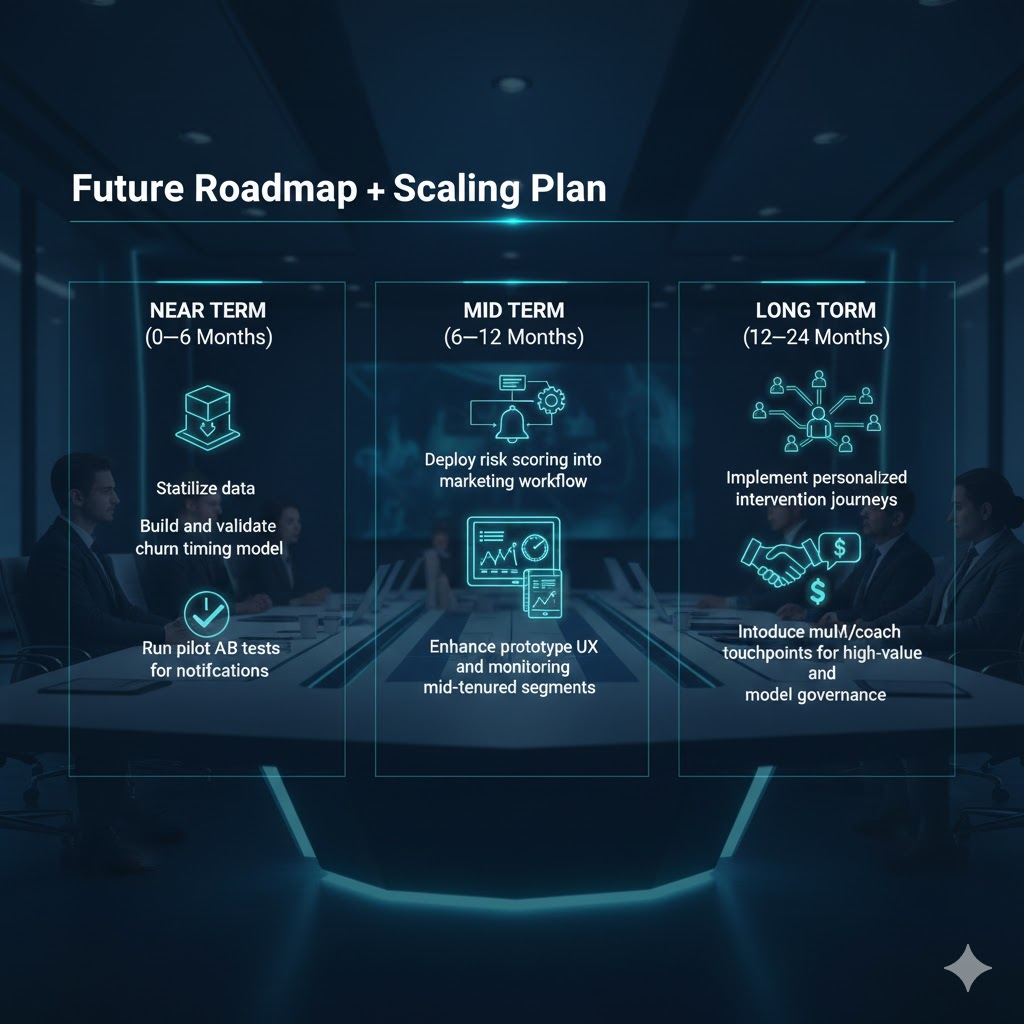 Future Roadmap + Scaling Plan
NEAR TERM
(0–6 Months)
Statilize data
Build and validate
churn timing model
Run pilot AB tests
for notifcations
MID TERM
(6–12 Months)
Deploy risk scoring into
marketing workflow
Enhance prototype UX
and monitoring
mid-tenured segments
LONG TORM
(12–24 Months)
Implement personalized
intervention journeys
$
$
Intoduce /coach
touchpoints for high-value
and
model governance